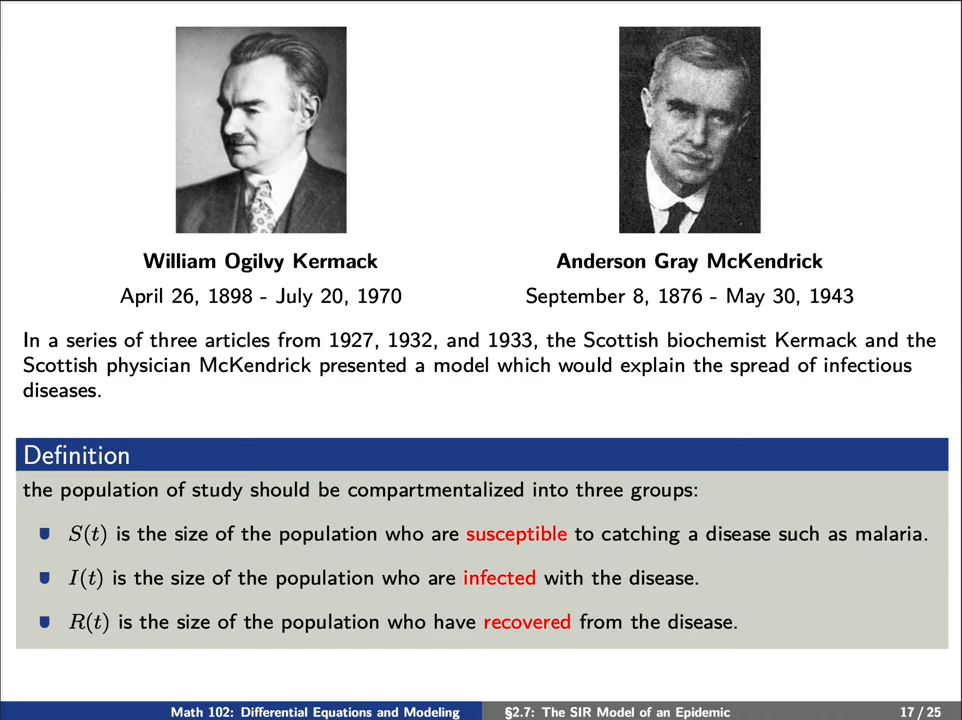 William Ogilvy Kermack
April 26, 1898 - July 20, 1970
Anderson Gray McKendrick
September 8, 1876 - May 30, 1943
In a series of three articles from 1927, 1932, and 1933, the Scottish biochemist Kermack and the
Scottish physician McKendrick presented a model which would explain the spread of infectious
diseases.
Definition
the population of study should be compartmentalized into three groups:
S(t) is the size of the population who are susceptible to catching a disease such as malaria.
I(t) is the size of the population who are infected with the disease.
R(t) is the size of the population who have recovered from the disease.
Math 102: Differential Equations and Modeling
§2.7: The SIR Model of an Epidemic
17 / 25